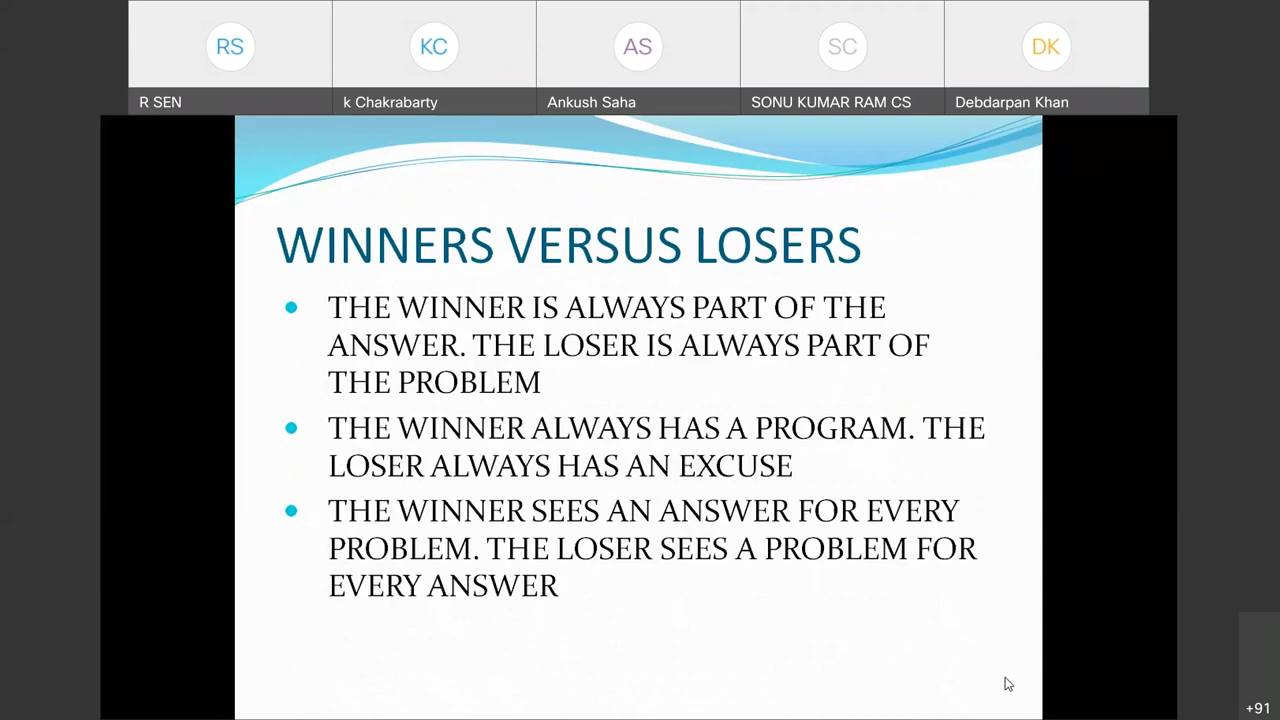 RS
KC
AS
SC
DK
R SEN
k Chakrabarty
Ankush Saha
SONU KUMAR RAM CS
Debdarpan Khan
WINNERS VERSUS LOSERS
THE WINNER IS ALWAYS PART OF THE
ANSWER. THE LOSER IS ALWAYS PART OF
THE PROBLEM
THE WINNER ALWAYS HAS A PROGRAM. THE
LOSER ALWAYS HAS AN EXCUSE
THE WINNER SEES AN ANSWER FOR EVERY
PROBLEM. THE LOSER SEES A PROBLEM FOR
EVERY ANSWER
+91